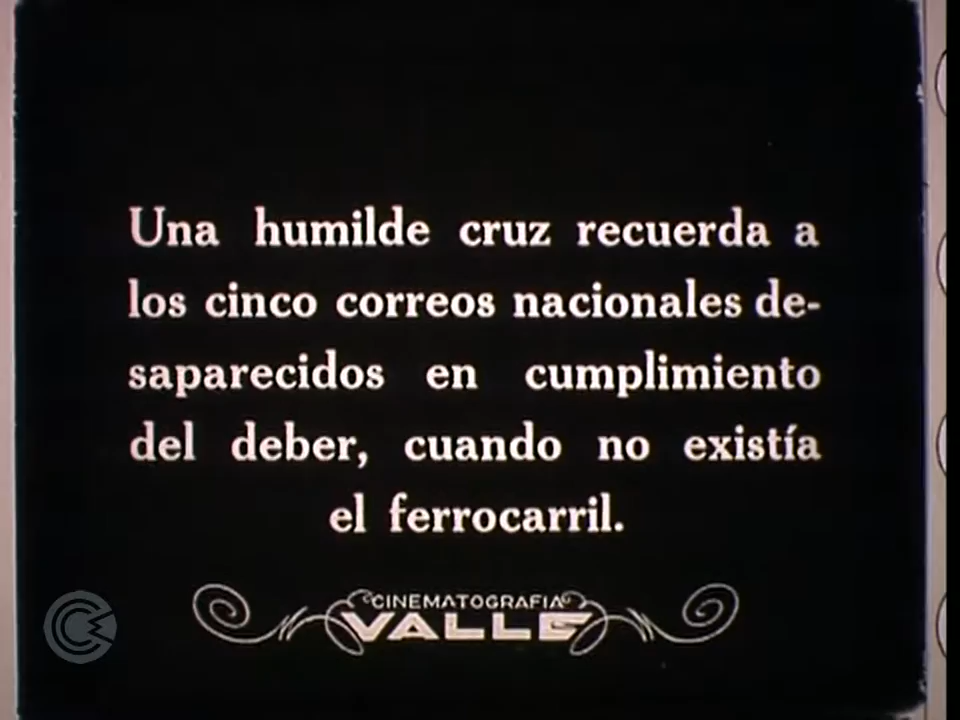 Una humilde cruz recuerda a
los cinco correos nacionales de-
saparecidos en cumplimiento
del deber, cuando no existía
el ferrocarril.
CINEMATOGRAFIA
VALLE